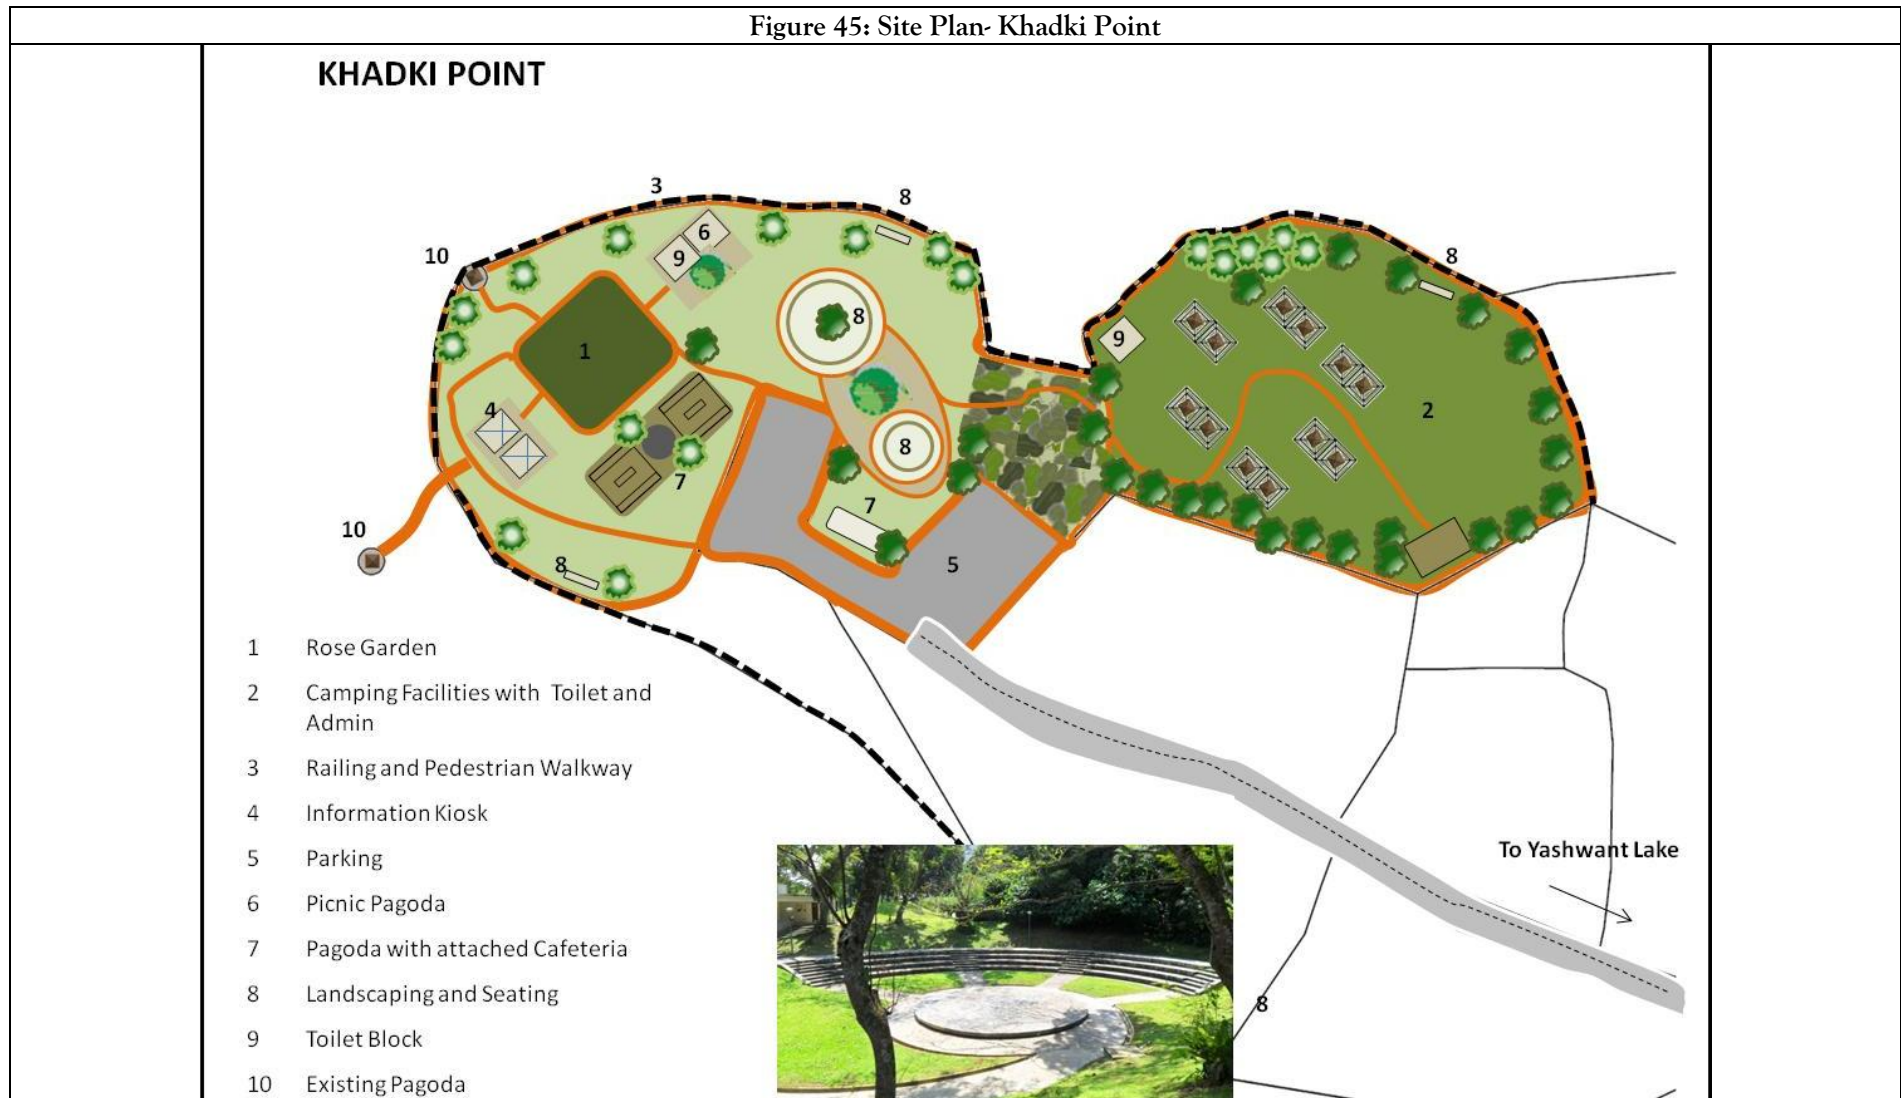 Figure 45: Site Plan- Khadki Point
KHADKI POINT
3
8
6
10
9
8
8
9
1
4
2
8
7
7
10
5
8
1 Rose Garden
2 Camping Facilities with Toilet and
Admin
3 Railing and Pedestrian Walkway
4 Information Kiosk
5 Parking
6 Picnic Pagoda
7 Pagoda with attached Cafeteria
8 Landscaping and Seating
9 Toilet Block
10 Existing Pagoda
To Yashwant Lake
8